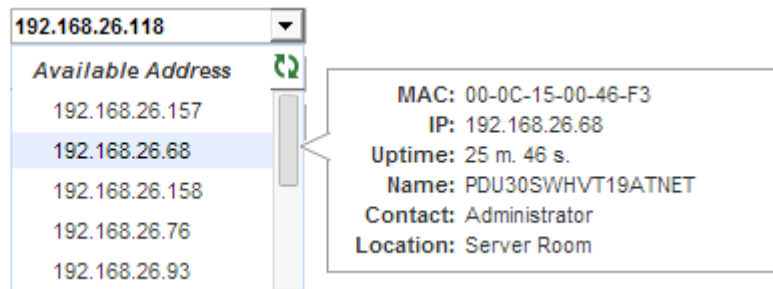 192.168.26.118
Available Address
192.168.26.157
192.168.26.68
192.168.26.158
192.168.26.76
192.168.26.93
MAC: 00-0C-15-00-46-F3
IP: 192.168.26.68
Uptime: 25 m. 46 s.
Name: PDU30SWHVT19ATNET
Contact: Administrator
Location: Server Room